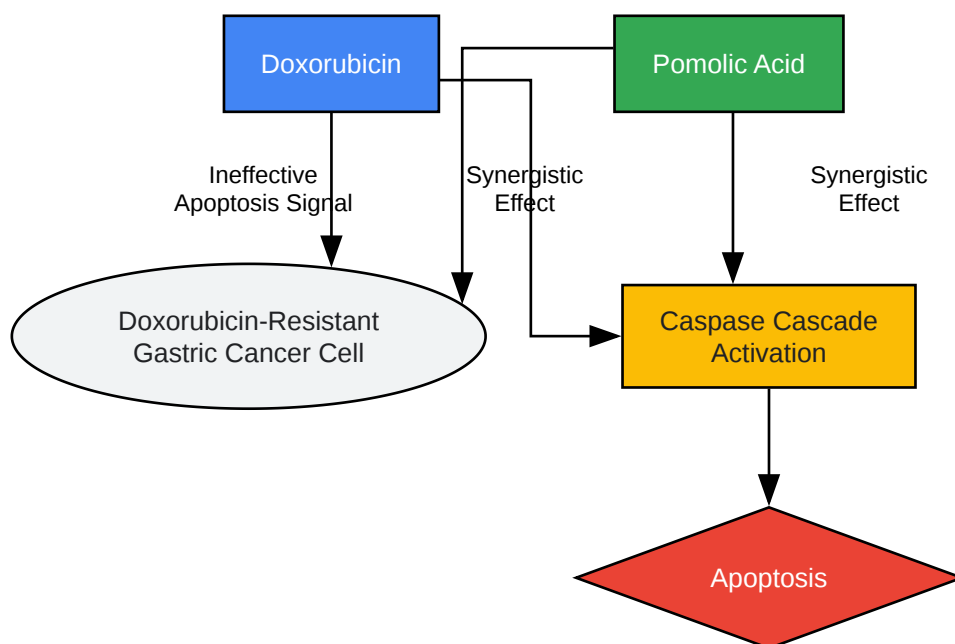 Doxorubicin
Pomolic Acid
Ineffective
Apoptosis Signal
Synergistic
Effect
Synergistic
Effect
Doxorubicin-Resistant
Gastric Cancer Cell
Caspase Cascade
Activation
Apoptosis